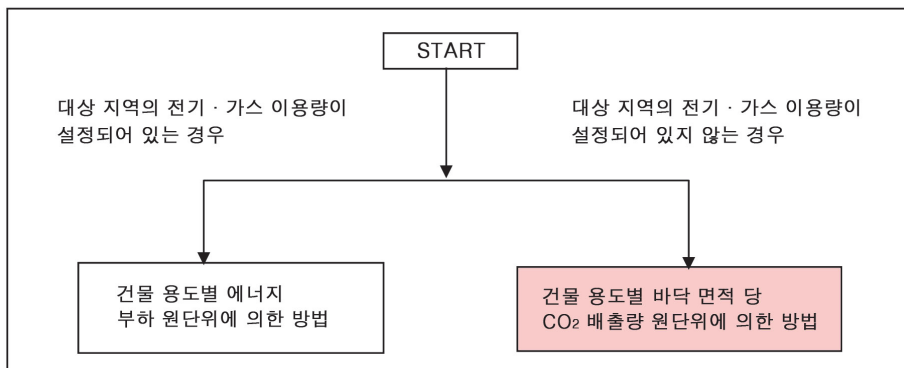 START
대상 지역의 전기 · 가스 이용량이
설정되어 있는 경우
대상 지역의 전기 · 가스 이용량이
설정되어 있지 않는 경우
건물 용도별 에너지
부하 원단위에 의한 방법
건물 용도별 바닥 면적 당
CO₂ 배출량 원단위에 의한 방법